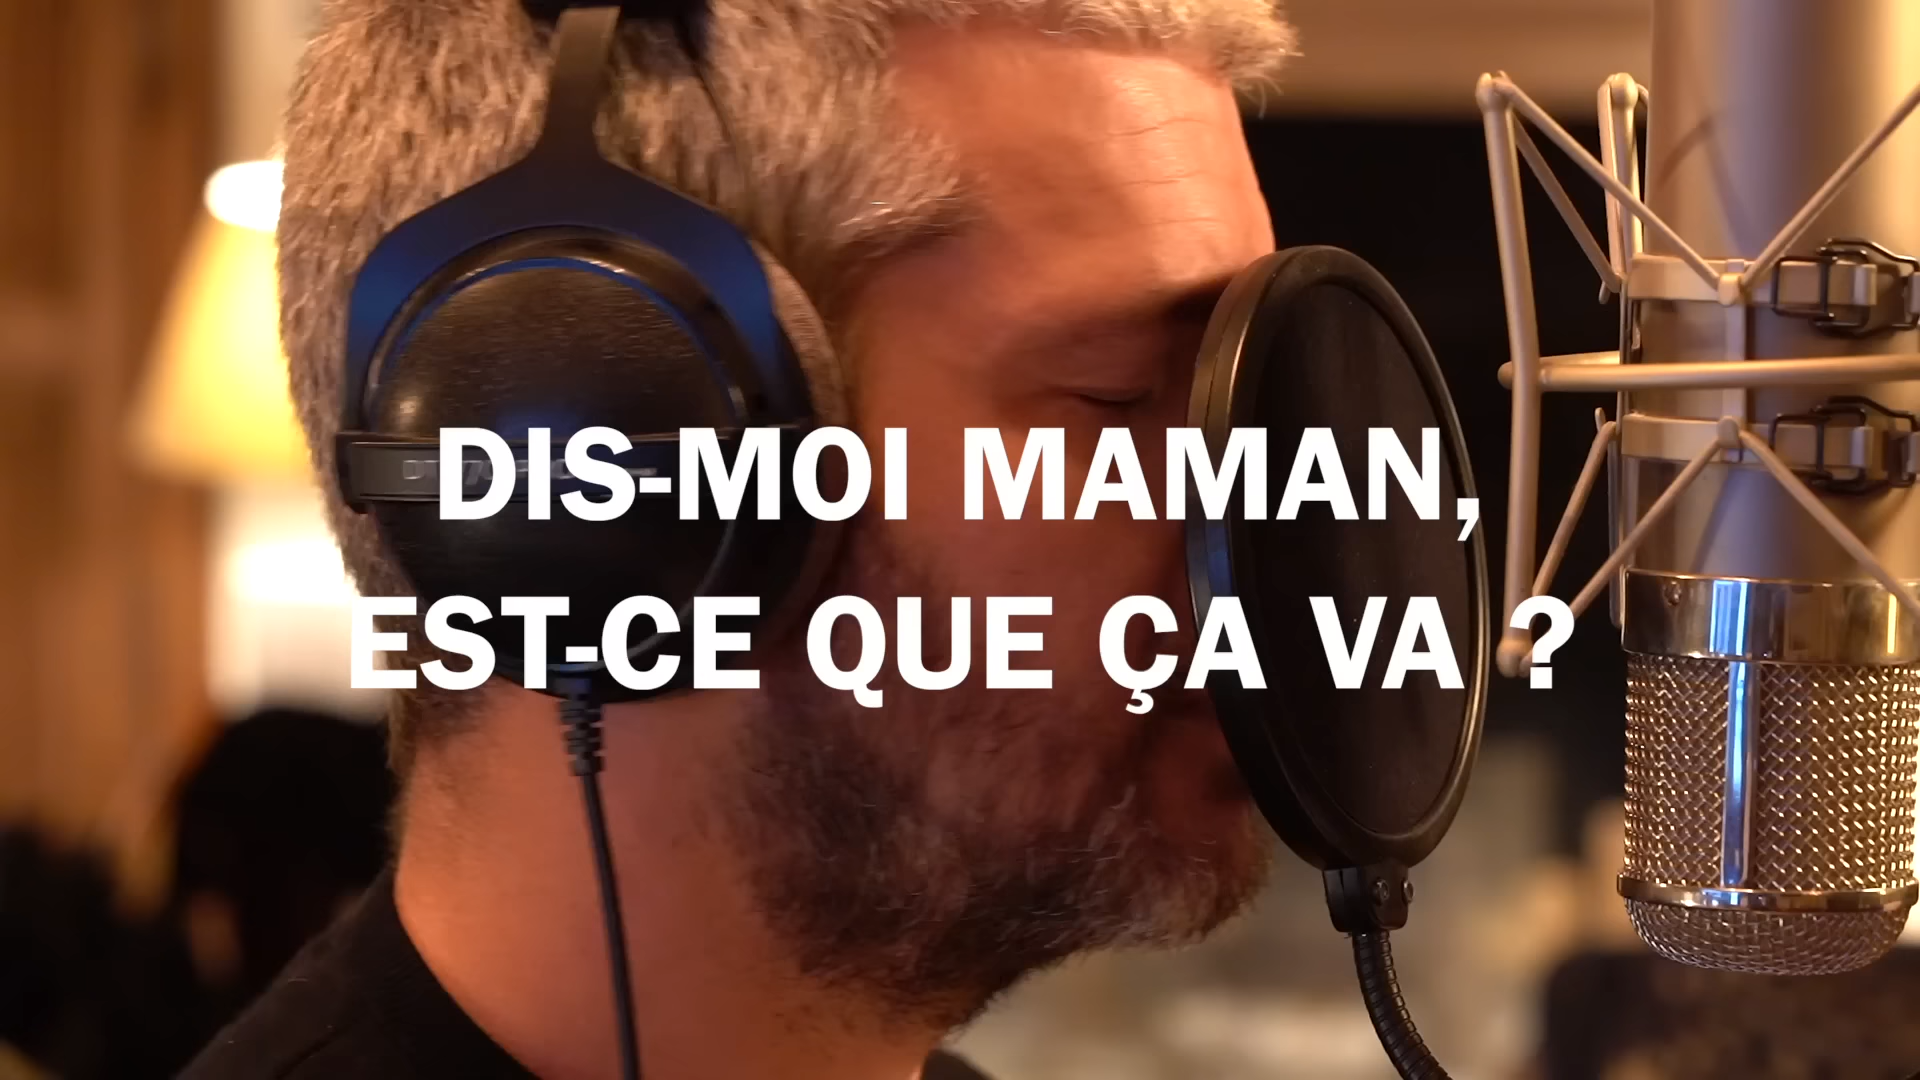 DIS-MOI MAMAN,
EST-CE QUE ÇA VA ?